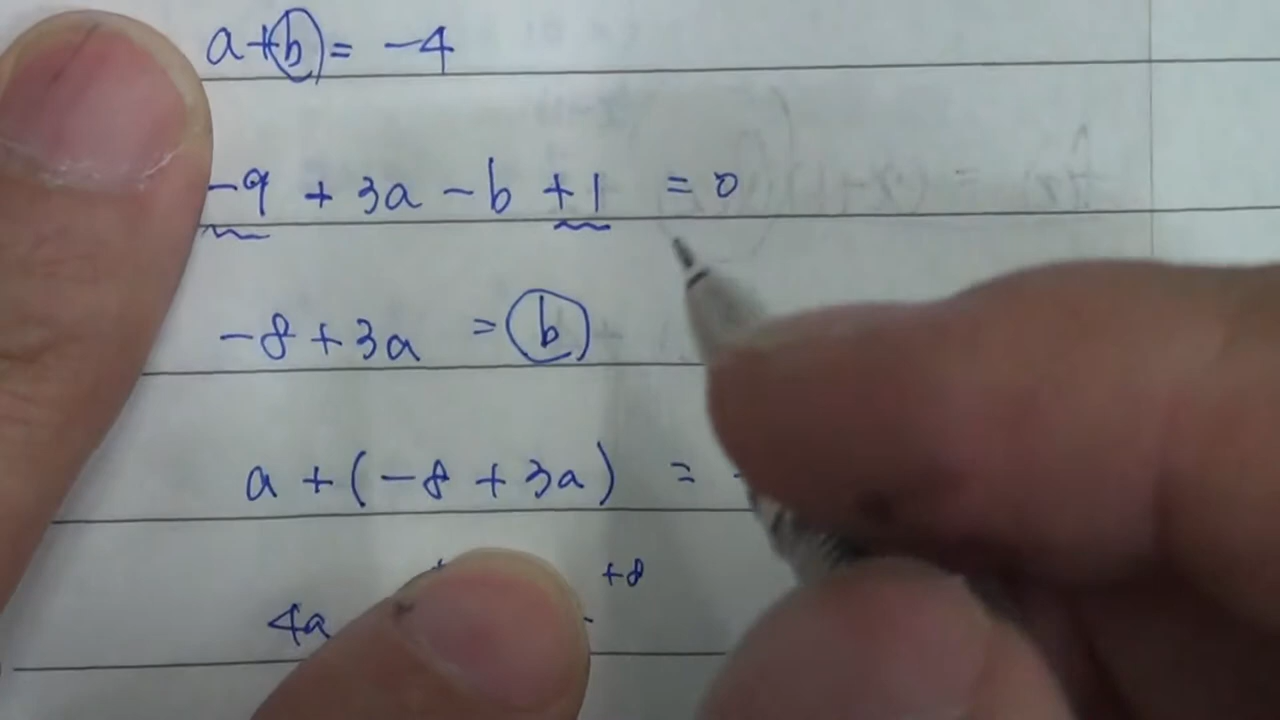 a+b = -4
-9 + 3a - b + 1 = 0
-8 + 3a = b
a + (-8 + 3a) =
+8
4a